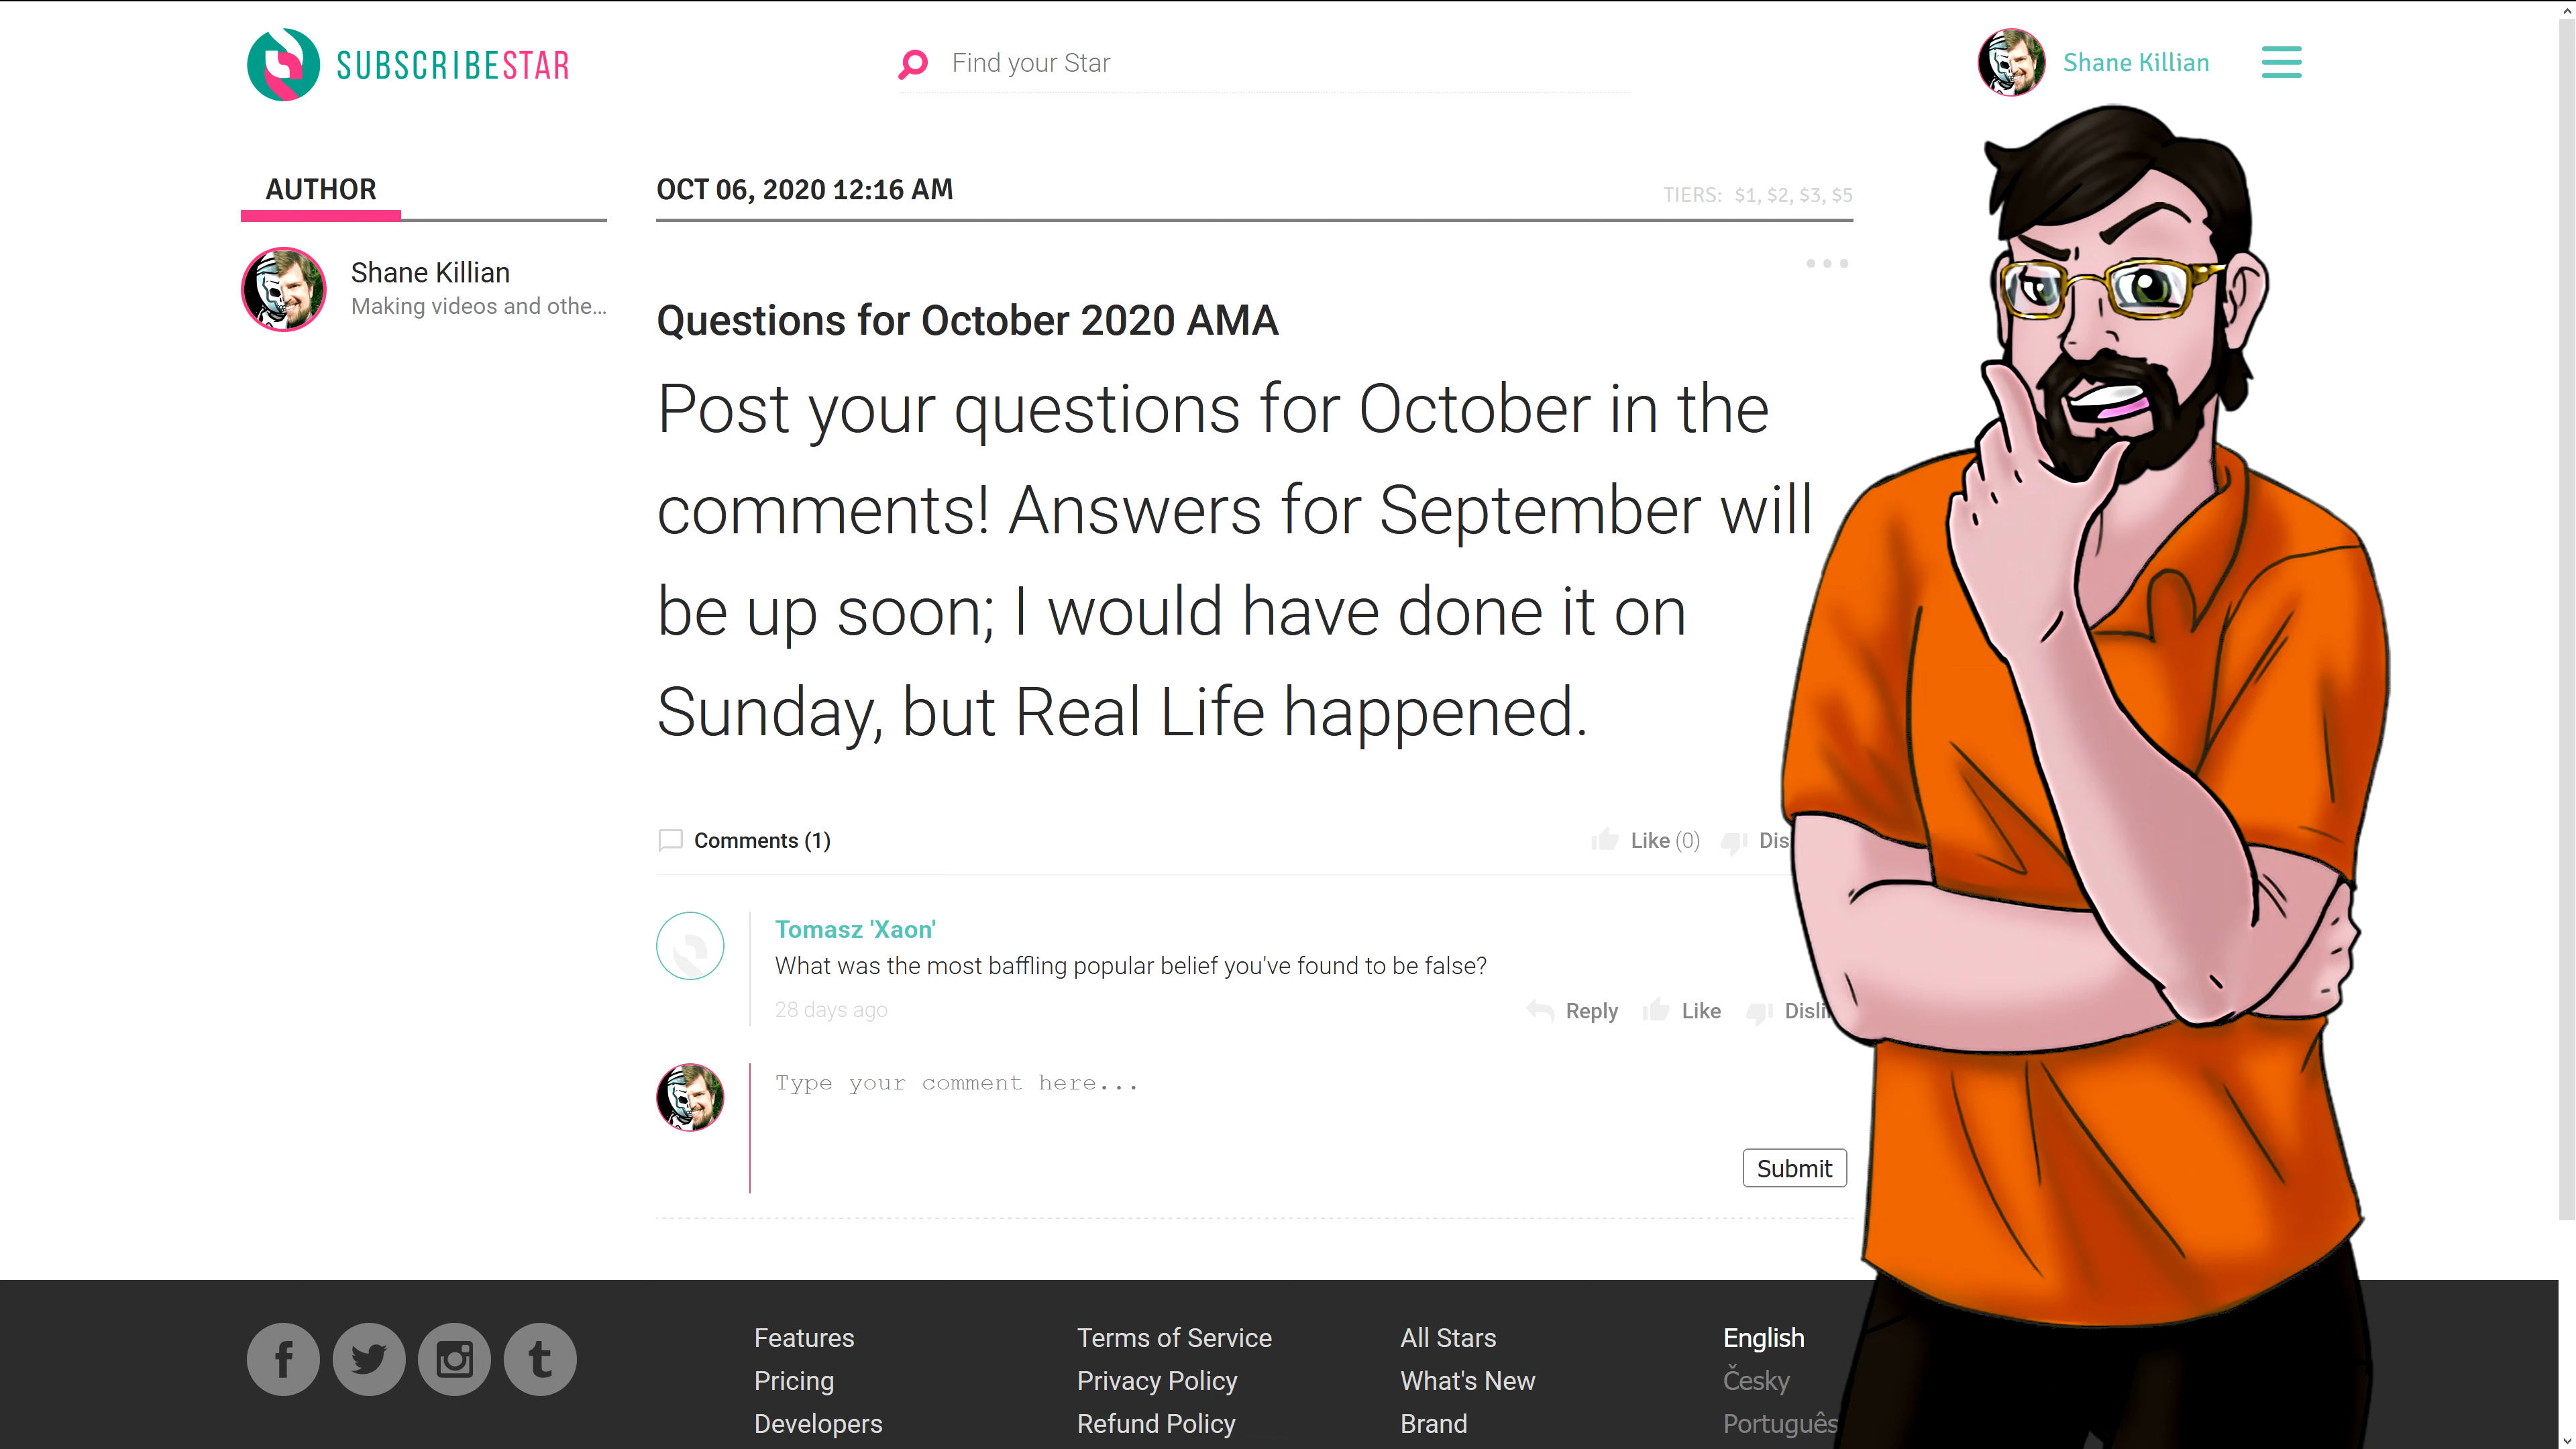 SUBSCRIBESTAR
Find your Star
Shane Killian
AUTHOR
Shane Killian
Making videos and othe...
OCT 06, 2020 12:16 AM
TIERS: $1, $2, $3, $5
Questions for October 2020 AMA
Post your questions for October in the
comments! Answers for September will
be up soon; I would have done it on
Sunday, but Real Life happened.
Comments (1)
Like (0)
Dis
Tomasz 'Xaon'
What was the most baffling popular belief you've found to be false?
28 days ago
Reply
Like
Disli
Type your comment here...
Submit
Features
Pricing
Developers
Terms of Service
Privacy Policy
Refund Policy
All Stars
What's New
Brand
English
Česky
Português